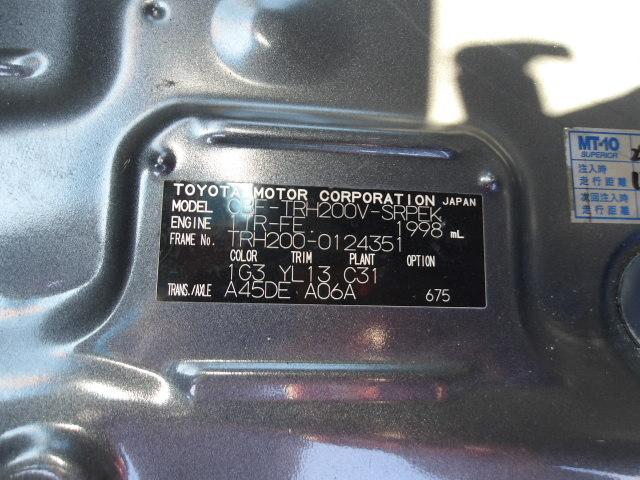 TOYOTA MOTOR CORPORATION JAPAN
MODEL CBF-TRH200V-SRPEK
ENGINE 1TR-FE 1998 mL
FRAME No. TRH200-0124351
COLOR TRIM PLANT OPTION
1G3 YL13 C31
TRANS./AXLE A45DE A06A 675
MT-10
SUPERIOR
注入時
走行距離
次回注入時
走行距離